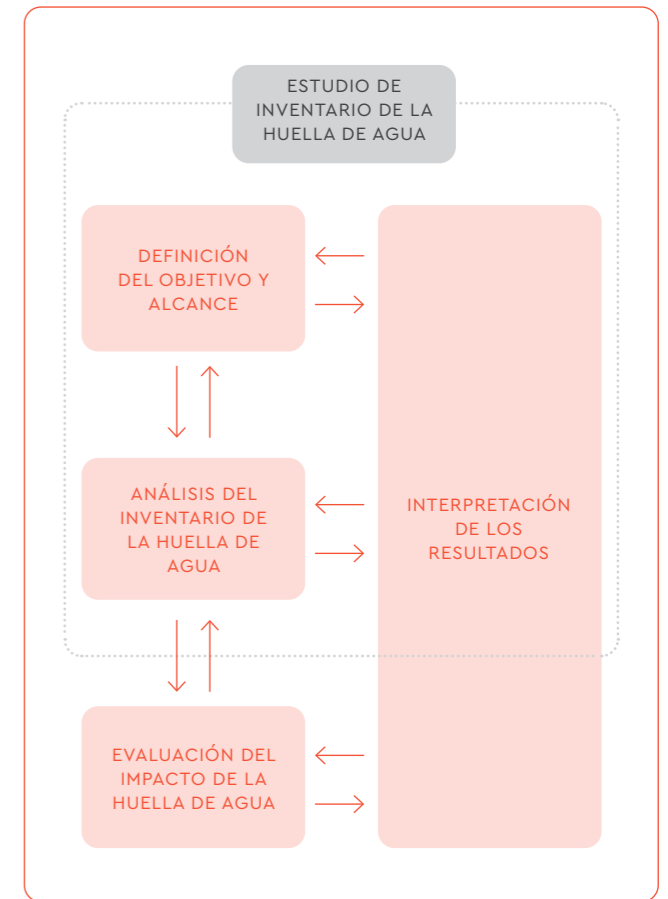 ESTUDIO DE
INVENTARIO DE LA
HUELLA DE AGUA
DEFINICIÓN
DEL OBJETIVO Y
ALCANCE
ANÁLISIS DEL
INVENTARIO DE
LA HUELLA DE
AGUA
INTERPRETACIÓN
DE LOS
RESULTADOS
EVALUACIÓN DEL
IMPACTO DE LA
HUELLA DE AGUA